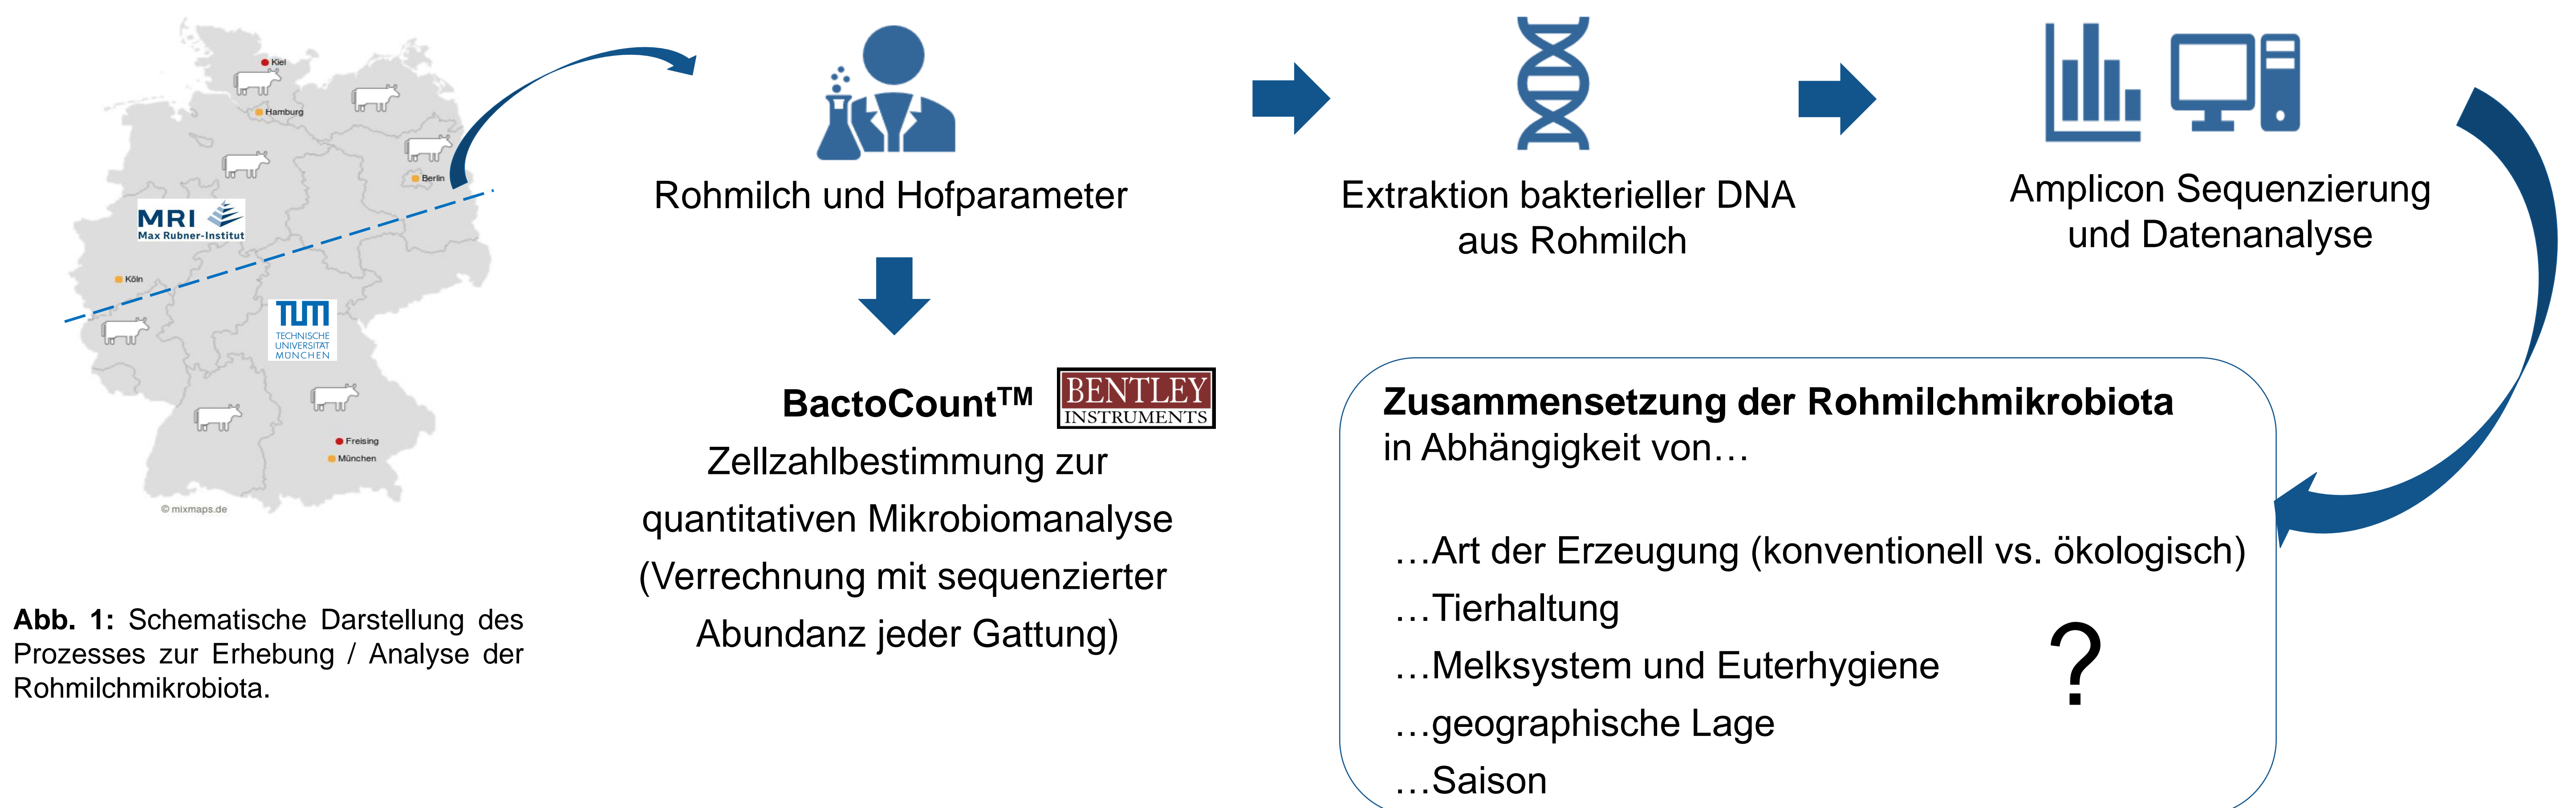 Kiel
Hamburg
Berlin
MRI
Max Rubner-Institut
Köln
TUM
TECHNISCHE
UNIVERSITÄT
MÜNCHEN
Freising
München
© mixmaps.de
Abb. 1: Schematische Darstellung des
Prozesses zur Erhebung / Analyse der
Rohmilchmikrobiota.
Rohmilch und Hofparameter
BactoCount™
BENTLEY
INSTRUMENTS
Zellzahlbestimmung zur
quantitativen Mikrobiomanalyse
(Verrechnung mit sequenzierter
Abundanz jeder Gattung)
Extraktion bakterieller DNA
aus Rohmilch
Amplicon Sequenzierung
und Datenanalyse
Zusammensetzung der Rohmilchmikrobiota
in Abhängigkeit von…
…Art der Erzeugung (konventionell vs. ökologisch)
…Tierhaltung
…Melksystem und Euterhygiene
…geographische Lage
…Saison
?